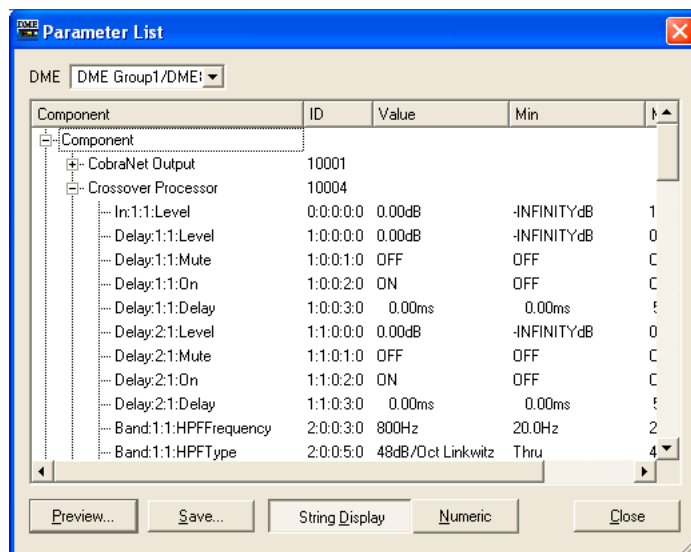 DME
Parameter List
DME DME Group1/DME
Component ID Value Min
Component
CobraNet Output 10001
Crossover Processor 10004
In:1:1:Level 0:0:0:0:0 0.00dB -INFINITYdB 1
Delay:1:1:Level 1:0:0:0:0 0.00dB -INFINITYdB 0
Delay:1:1:Mute 1:0:0:1:0 OFF OFF
Delay:1:1:On 1:0:0:2:0 ON OFF
Delay:1:1:Delay 1:0:0:3:0 0.00ms 0.00ms
Delay:2:1:Level 1:1:0:0:0 0.00dB -INFINITYdB 0
Delay:2:1:Mute 1:1:0:1:0 OFF OFF
Delay:2:1:On 1:1:0:2:0 ON OFF
Delay:2:1:Delay 1:1:0:3:0 0.00ms 0.00ms
Band:1:1:HPFFrequency 2:0:0:3:0 800Hz 20.0Hz 2
Band:1:1:HPFType 2:0:0:5:0 48dB/Oct Linkwitz Thru 4
Preview... Save... String Display Numeric Close